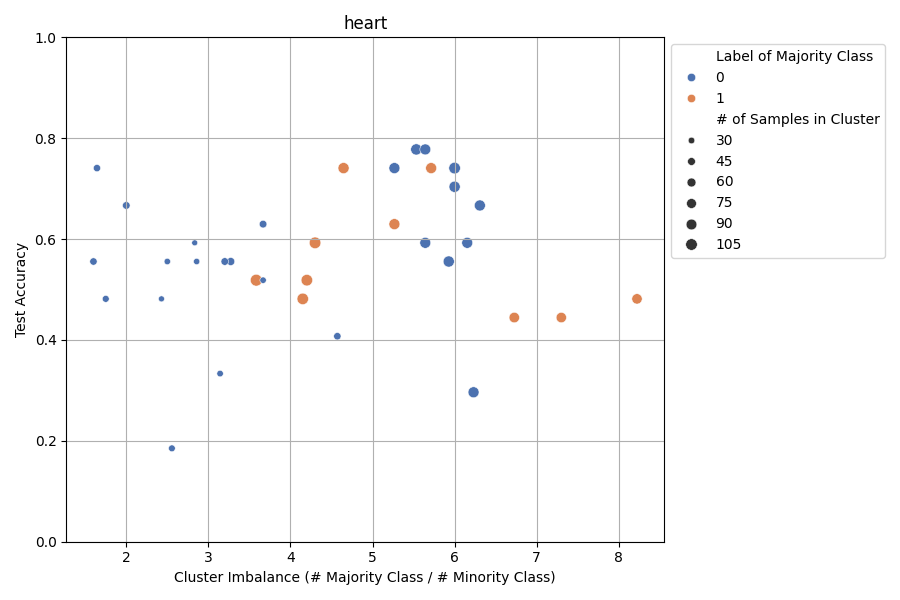 heart
1.0
0.8
0.6
0.4
0.2
0.0
Test Accuracy
2 3 4 5 6 7 8
Cluster Imbalance (# Majority Class / # Minority Class)
Label of Majority Class
0
1
# of Samples in Cluster
30
45
60
75
90
105